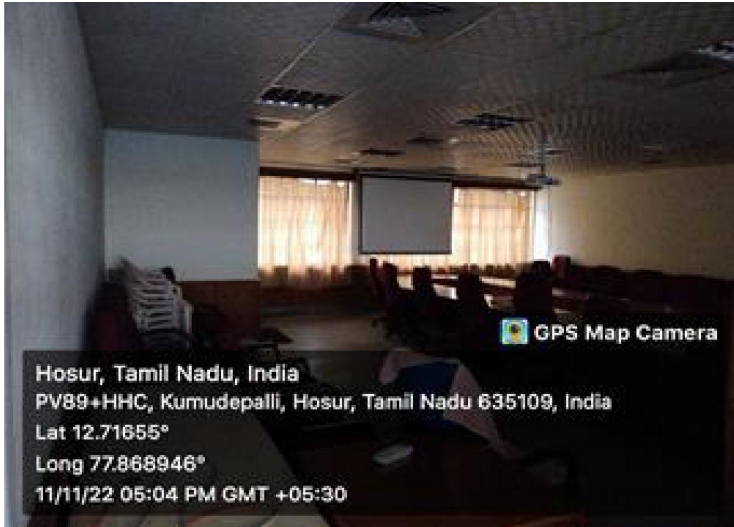 GPS Map Camera
Hosur, Tamil Nadu, India
PV89+HHC, Kumudepalli, Hosur, Tamil Nadu 635109, India
Lat 12.71655°
Long 77.868946°
11/11/22 05:04 PM GMT +05:30